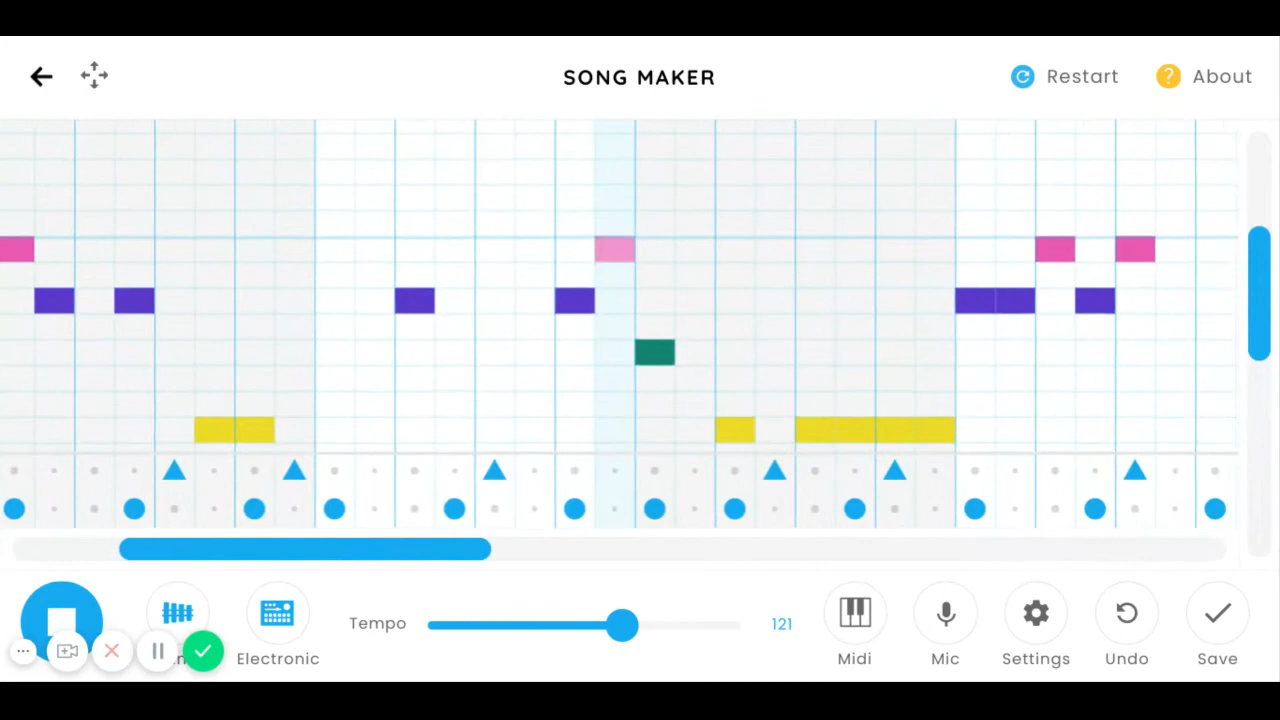 SONG MAKER
Restart
? About
Tempo
121
Electronic
Midi
Mic
Settings
Undo
Save